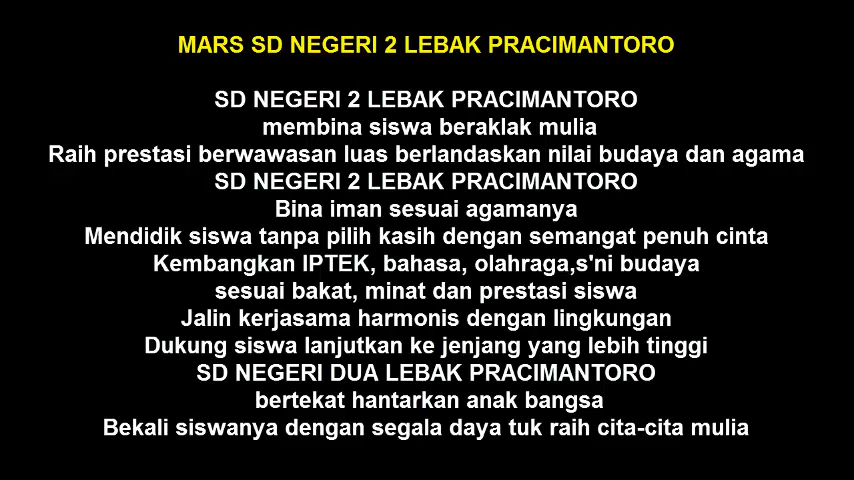 MARS SD NEGERI 2 LEBAK PRACIMANTORO
SD NEGERI 2 LEBAK PRACIMANTORO
membina siswa beraklak mulia
Raih prestasi berwawasan luas berlandaskan nilai budaya dan agama
SD NEGERI 2 LEBAK PRACIMANTORO
Bina iman sesuai agamanya
Mendidik siswa tanpa pilih kasih dengan semangat penuh cinta
Kembangkan IPTEK, bahasa, olahraga,s'ni budaya
sesuai bakat, minat dan prestasi siswa
Jalin kerjasama harmonis dengan lingkungan
Dukung siswa lanjutkan ke jenjang yang lebih tinggi
SD NEGERI DUA LEBAK PRACIMANTORO
bertekat hantarkan anak bangsa
Bekali siswanya dengan segala daya tuk raih cita-cita mulia